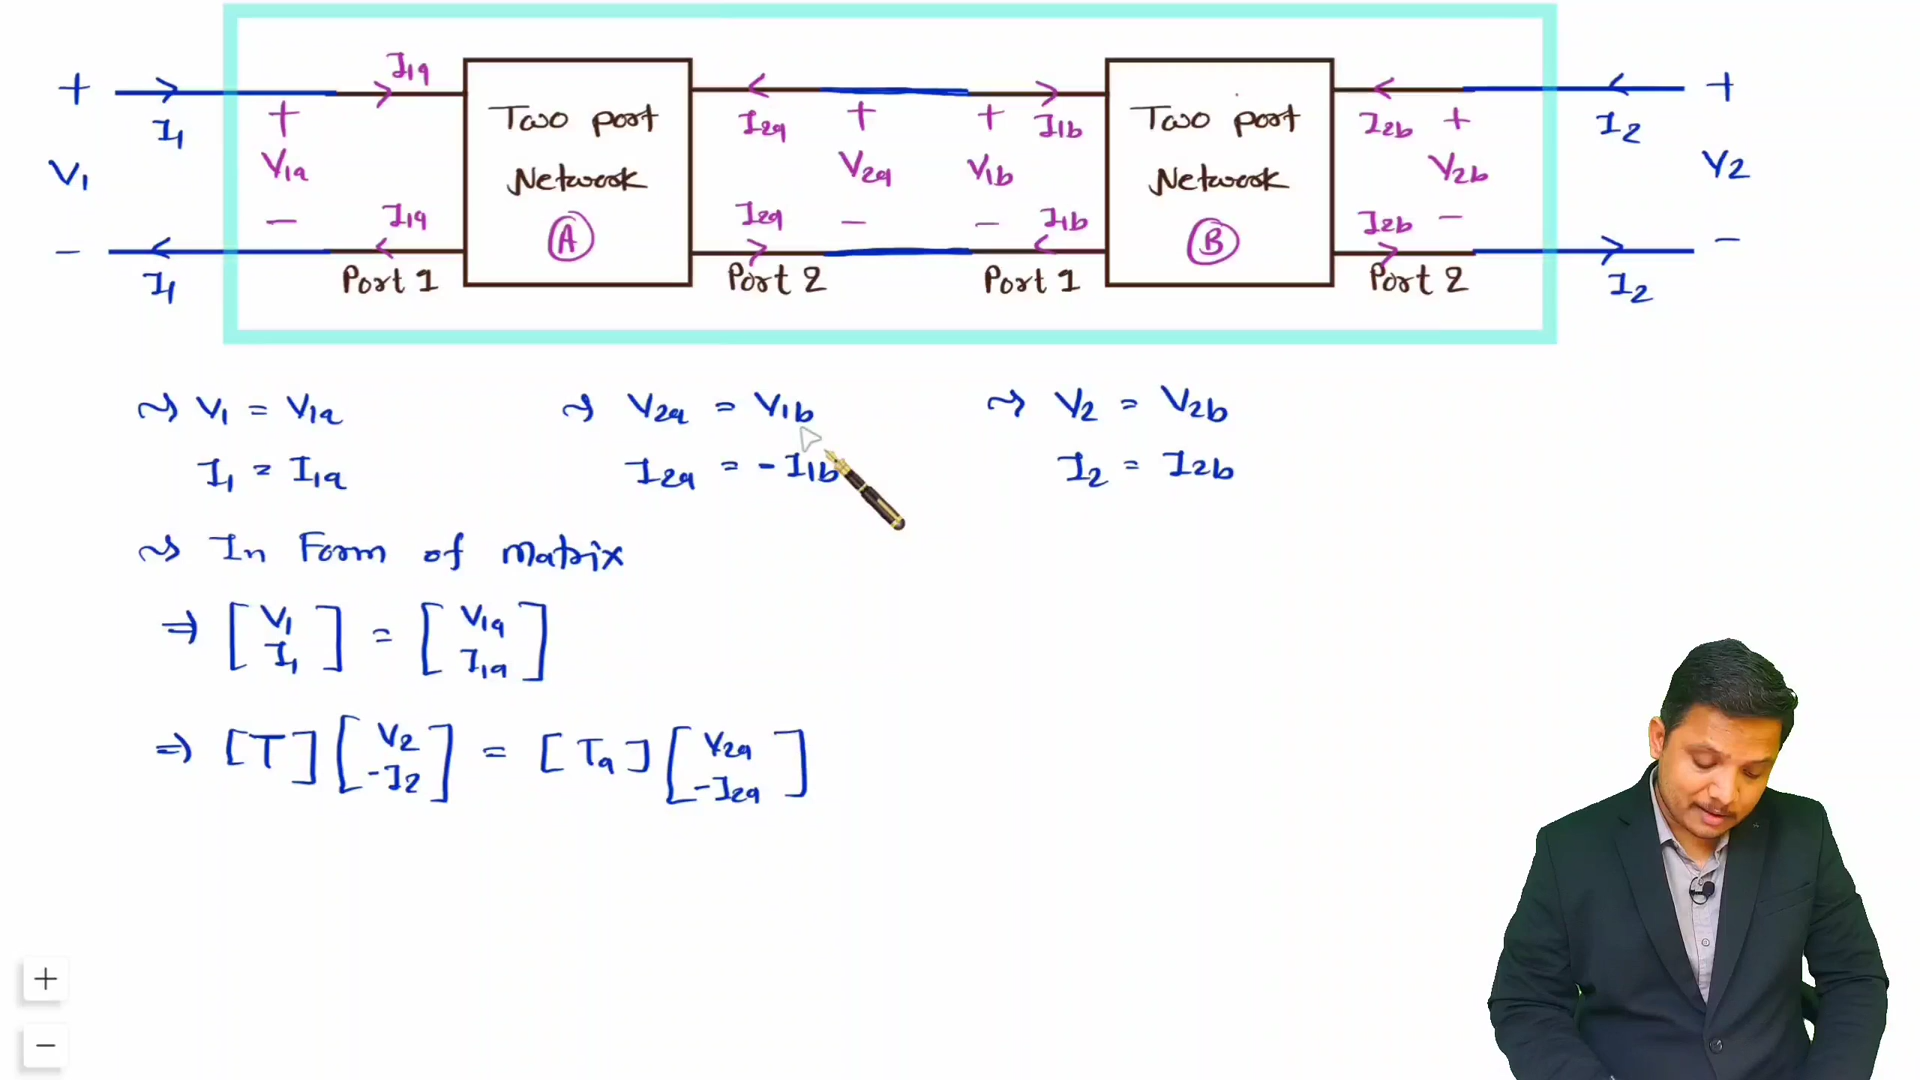 I1a
+ I1 + Two port I2a + + I1b Two port I2b + I2 +
V1 V1a Network V2a V1b Network V2b V2
- - I1a A I2a - - I1b B I2b - -
I1 Port 1 Port 2 Port 1 Port 2 I2
⇝ V1 = V1a ⇝ V2a = V1b ⇝ V2 = V2b
I1 = I1a I2a = -I1b I2 = I2b
⇝ In Form of matrix
⇒ [V1 I1] = [V1a I1a]
⇒ [T] [V2 -I2] = [Ta] [V2a -I2a]
+
−